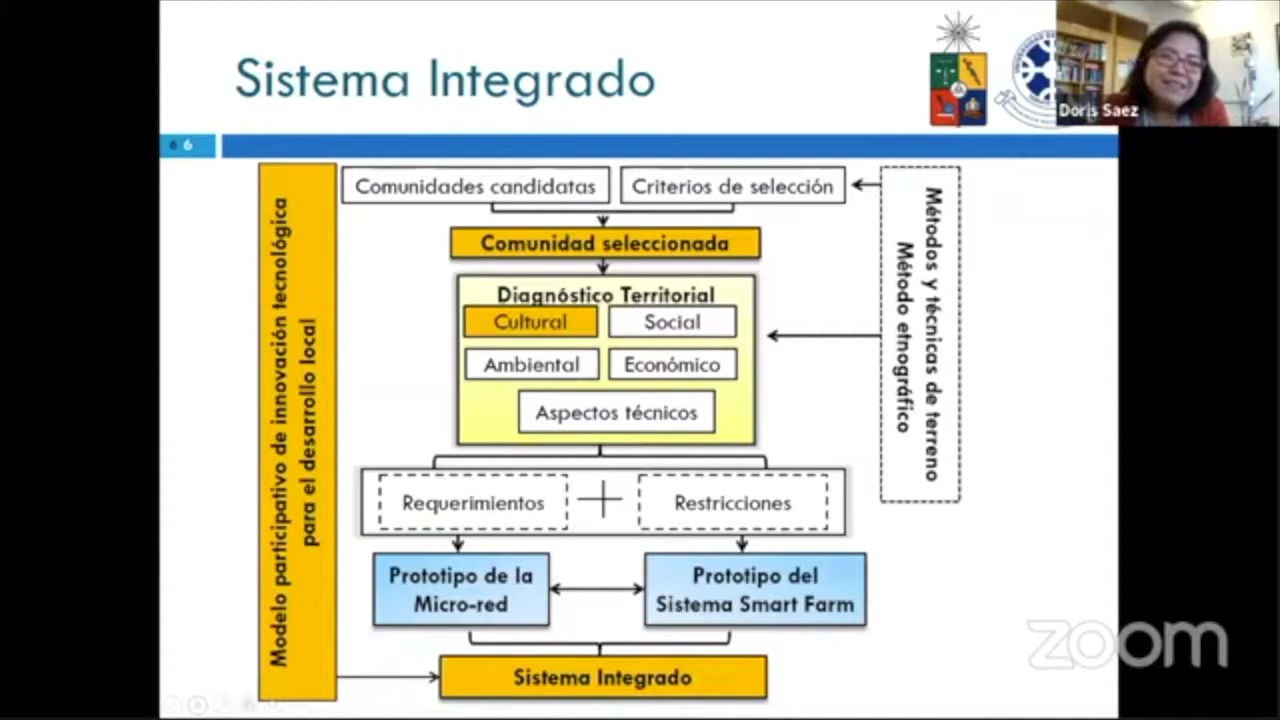 Sistema Integrado
Doris Saez
6 6
Comunidades candidatas
Criterios de selección
Comunidad seleccionada
Diagnóstico Territorial
Cultural
Social
Ambiental
Económico
Aspectos técnicos
Requerimientos
Restricciones
Prototipo de la
Micro-red
Prototipo del
Sistema Smart Farm
Sistema Integrado
Modelo participativo de innovación tecnológica
para el desarrollo local
Métodos y técnicas de terreno
Método etnográfico
zoom